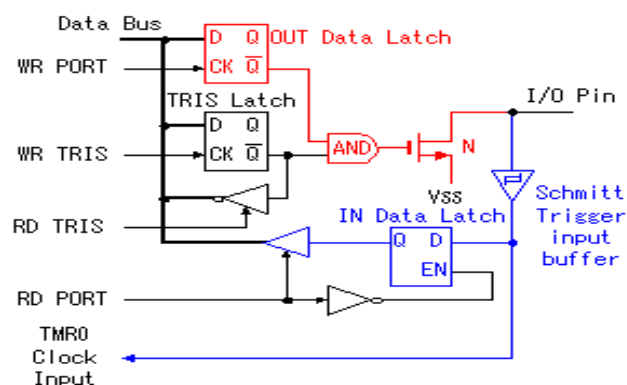 Data Bus
D Q
OUT Data Latch
WR PORT
CK Q
TRIS Latch
I/O Pin
D Q
WR TRIS
CK Q
AND
N
VSS
Schmitt
Trigger
input
buffer
RD TRIS
IN Data Latch
Q D
EN
RD PORT
TMR0
Clock
Input